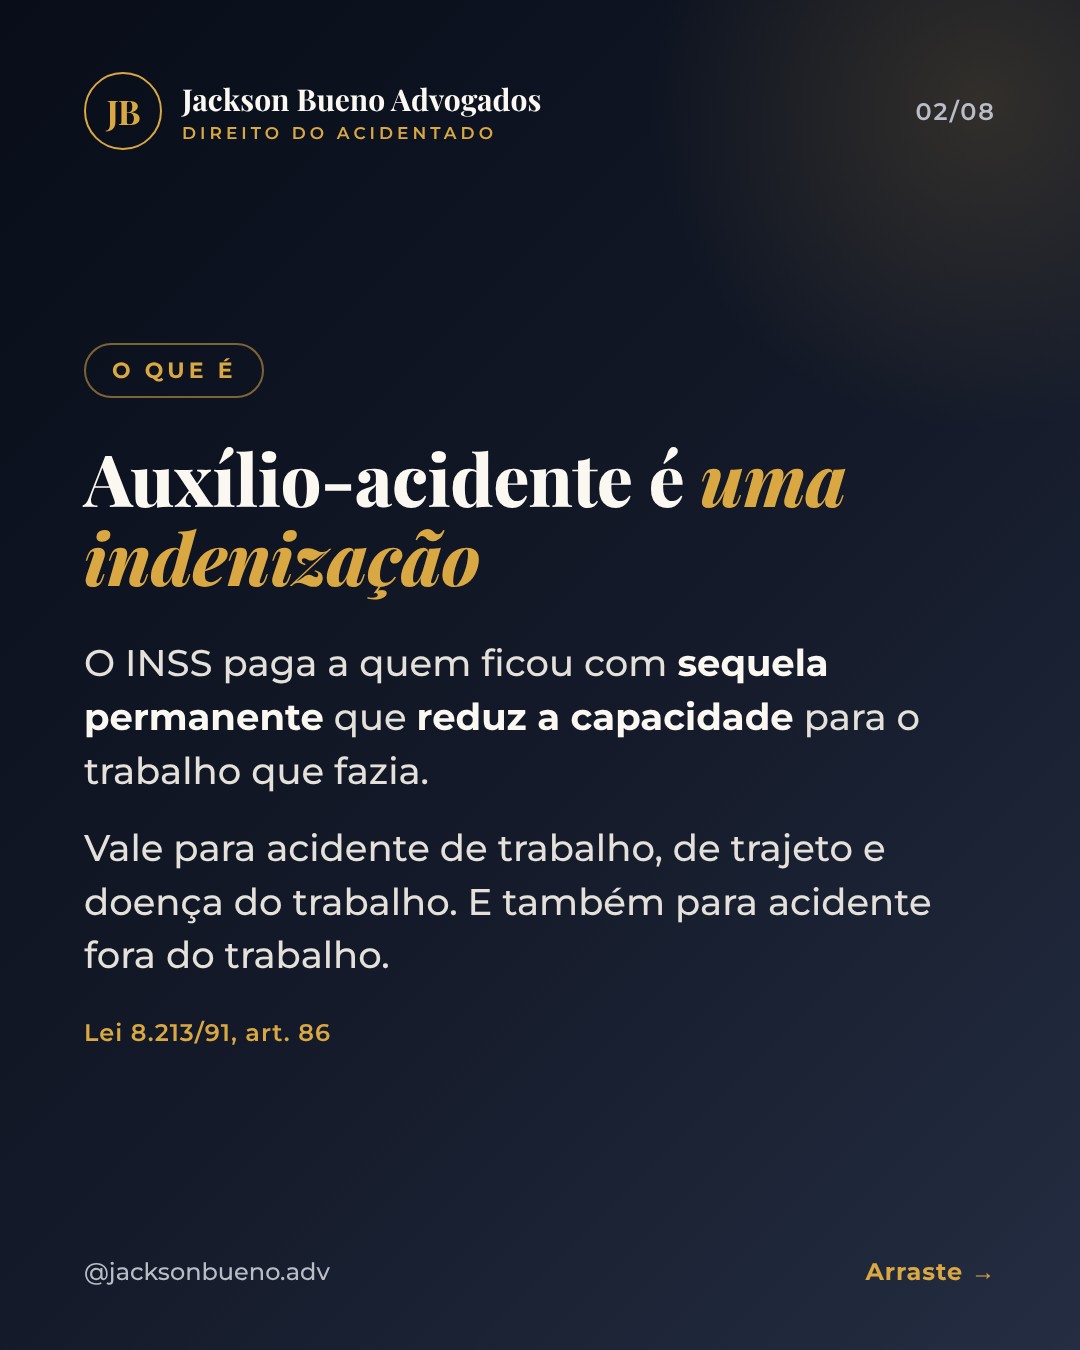 JB
Jackson Bueno Advogados
DIREITO DO ACIDENTADO
02/08
O QUE É
Auxílio-acidente é uma
indenização
O INSS paga a quem ficou com sequela
permanente que reduz a capacidade para o
trabalho que fazia.
Vale para acidente de trabalho, de trajeto e
doença do trabalho. E também para acidente
fora do trabalho.
Lei 8.213/91, art. 86
@jacksonbueno.adv
Arraste →